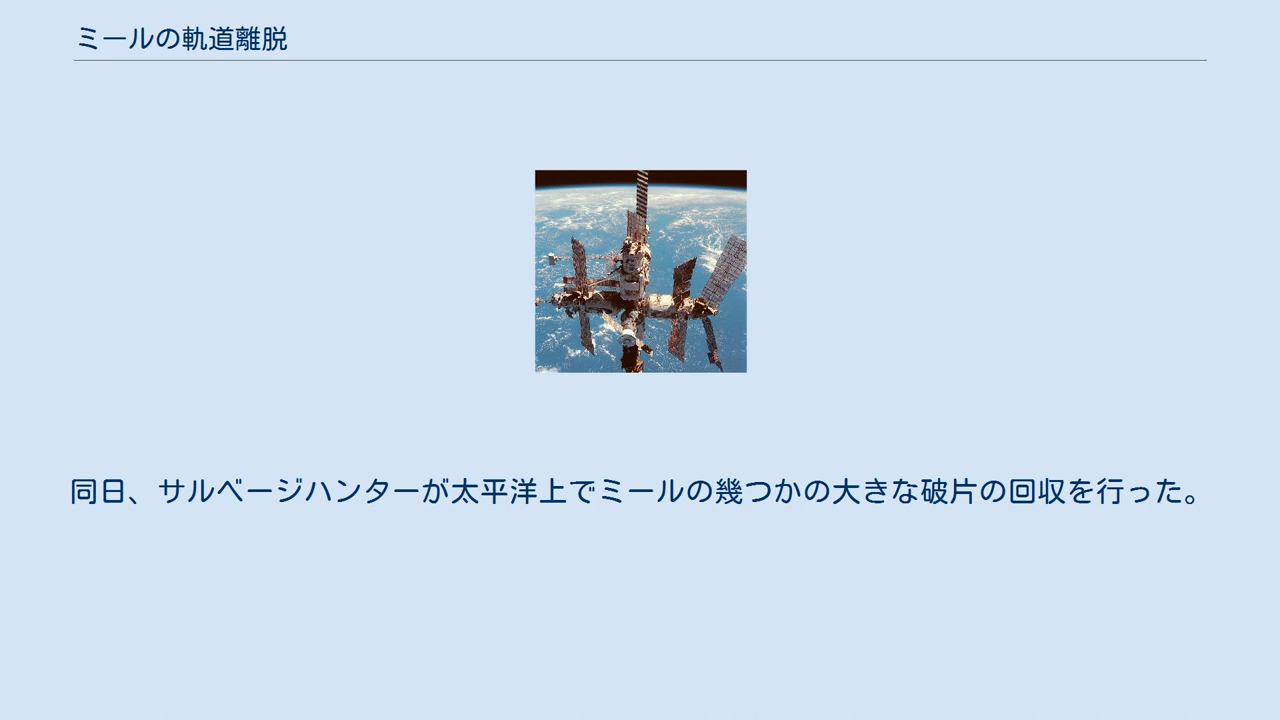 ミールの軌道離脱
同日、サルベージハンターが太平洋上でミールの幾つかの大きな破片の回収を行った。